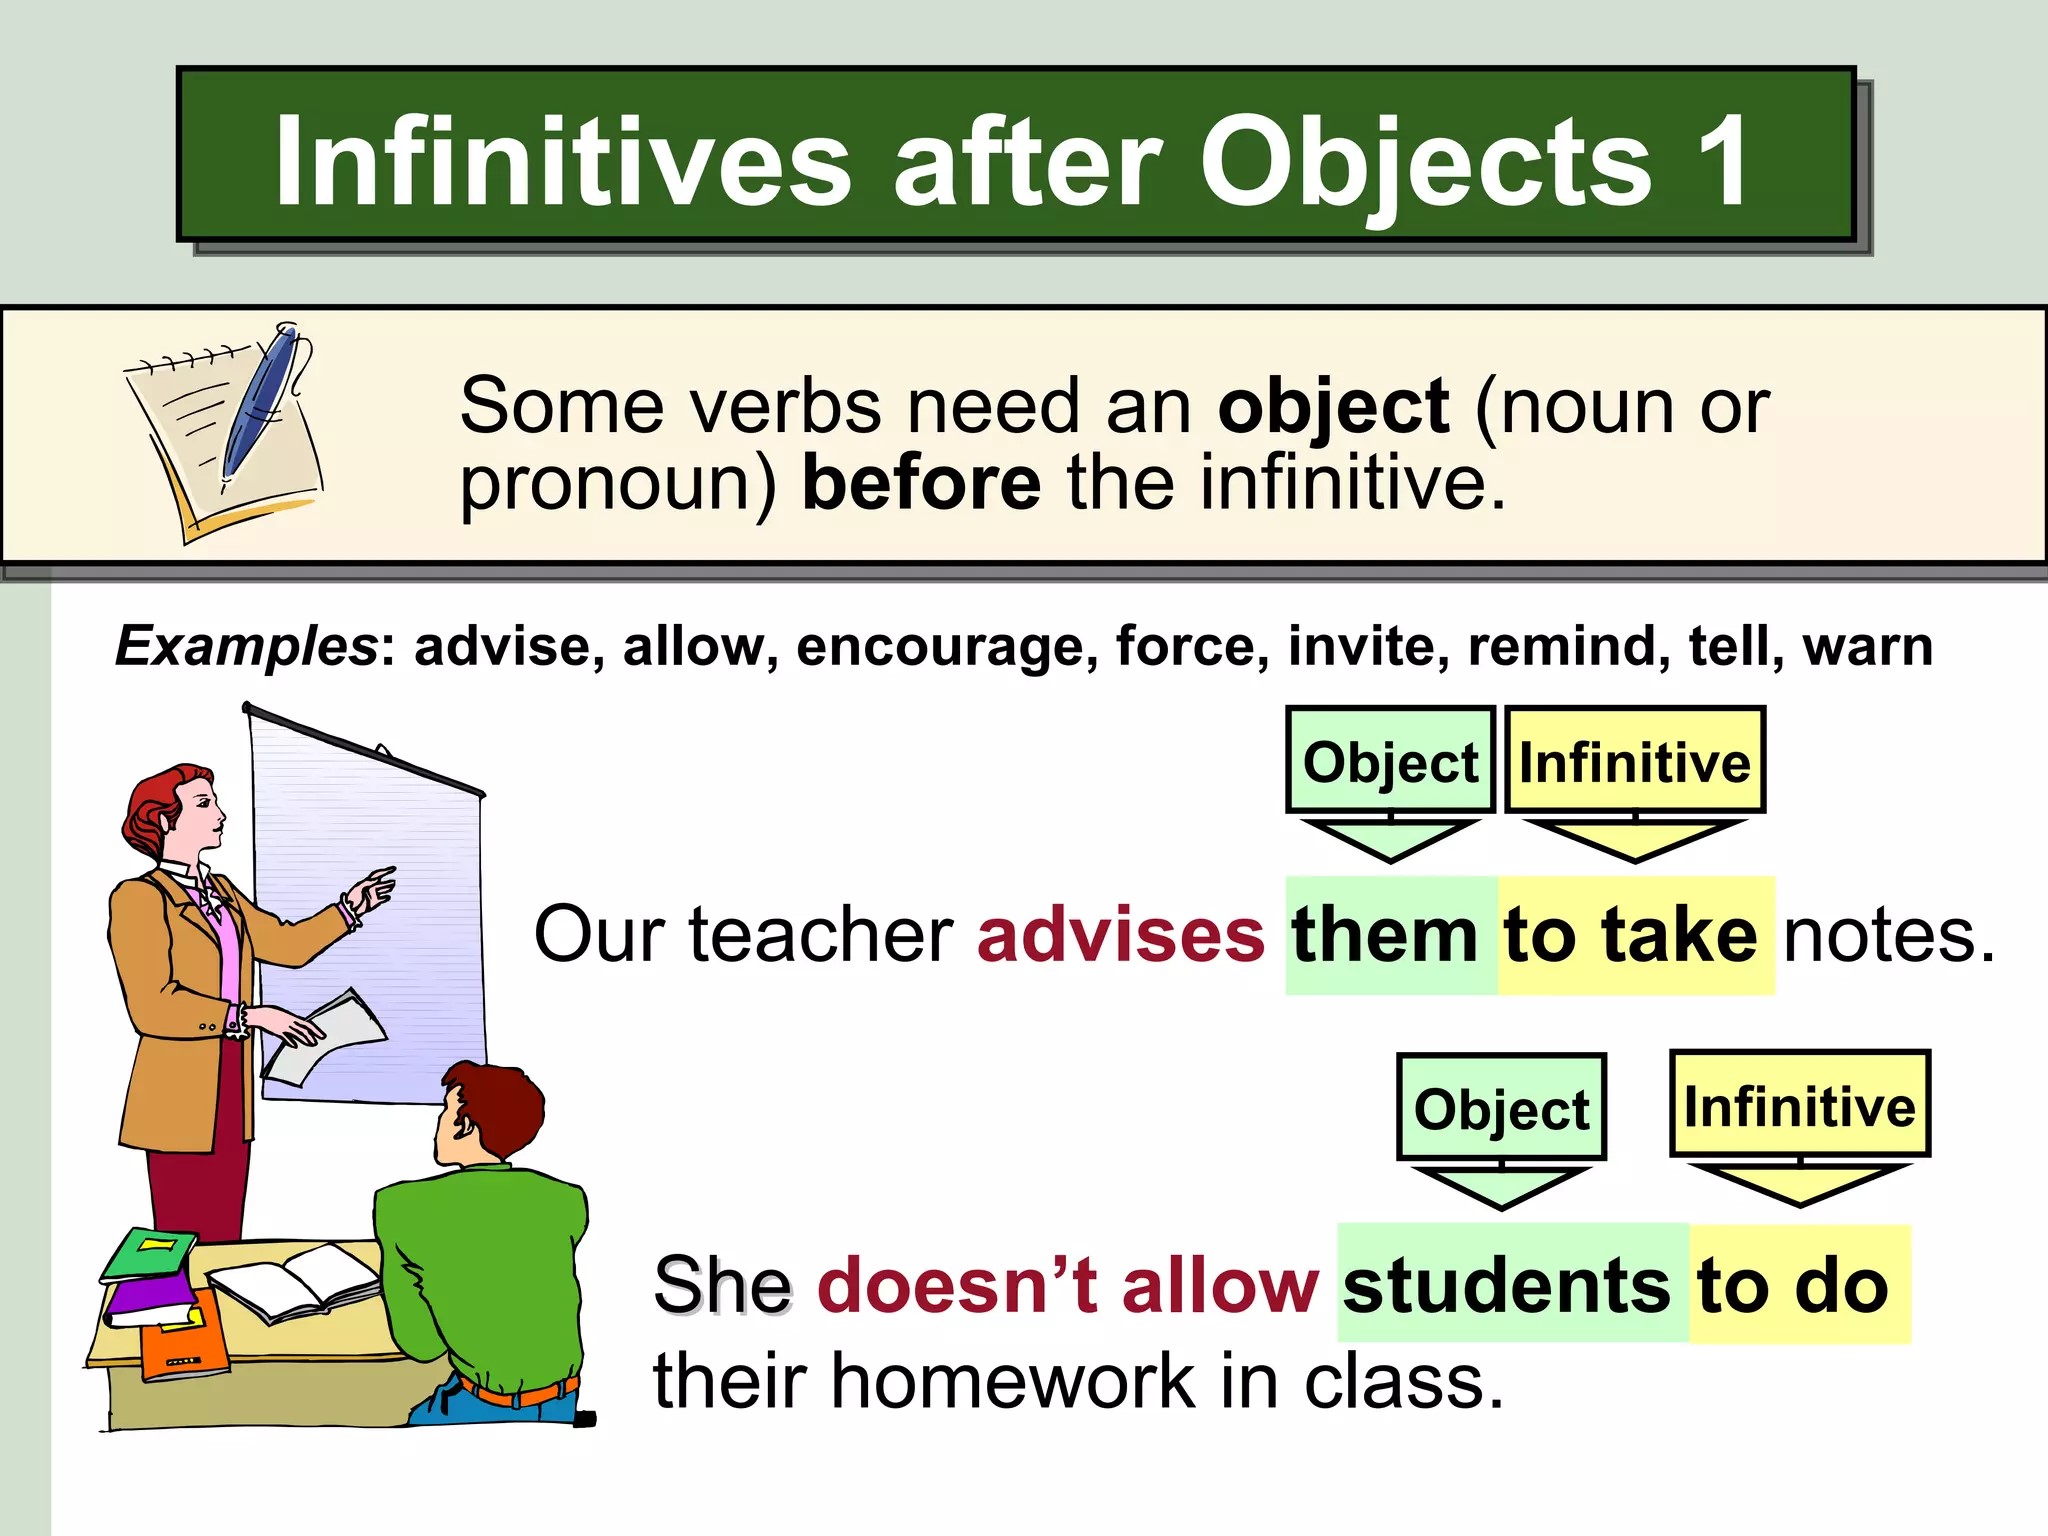 Infinitives after Objects 1
Some verbs need an object (noun or
pronoun) before the infinitive.
Examples: advise, allow, encourage, force, invite, remind, tell, warn
Object Infinitive
Our teacher advises them to take notes.
Object Infinitive
She doesn’t allow students to do
their homework in class.